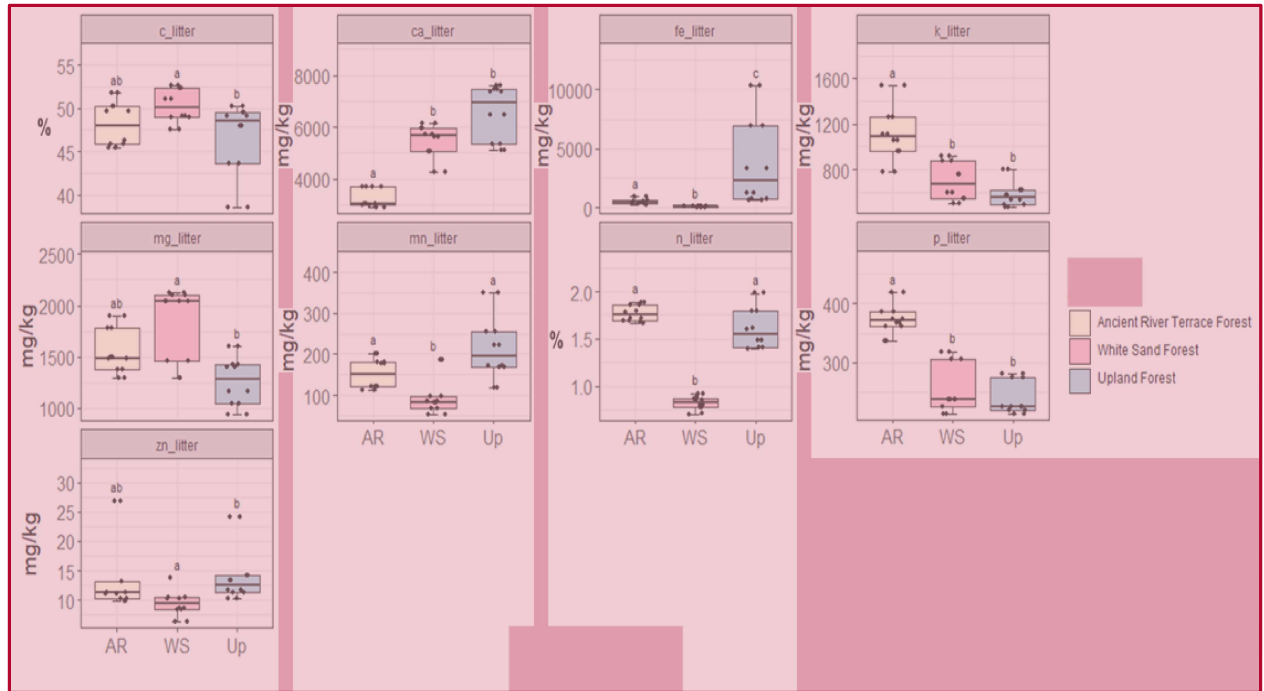 c_litter
ca_litter
fe_litter
k_litter
55
50
45
40
%
ab
a
b
8000
6000
4000
mg/kg
a
b
b
10000
5000
0
mg/kg
a
b
c
1600
1200
800
mg/kg
a
b
b
mg_litter
mn_litter
n_litter
p_litter
2500
2000
1500
1000
mg/kg
ab
a
b
400
300
200
100
mg/kg
a
b
a
AR WS Up
2.0
1.0
%
a
b
a
AR WS Up
400
300
mg/kg
a
b
b
AR WS Up
Ancient River Terrace Forest
White Sand Forest
Upland Forest
zn_litter
30
25
20
15
10
mg/kg
ab
a
b
AR WS Up